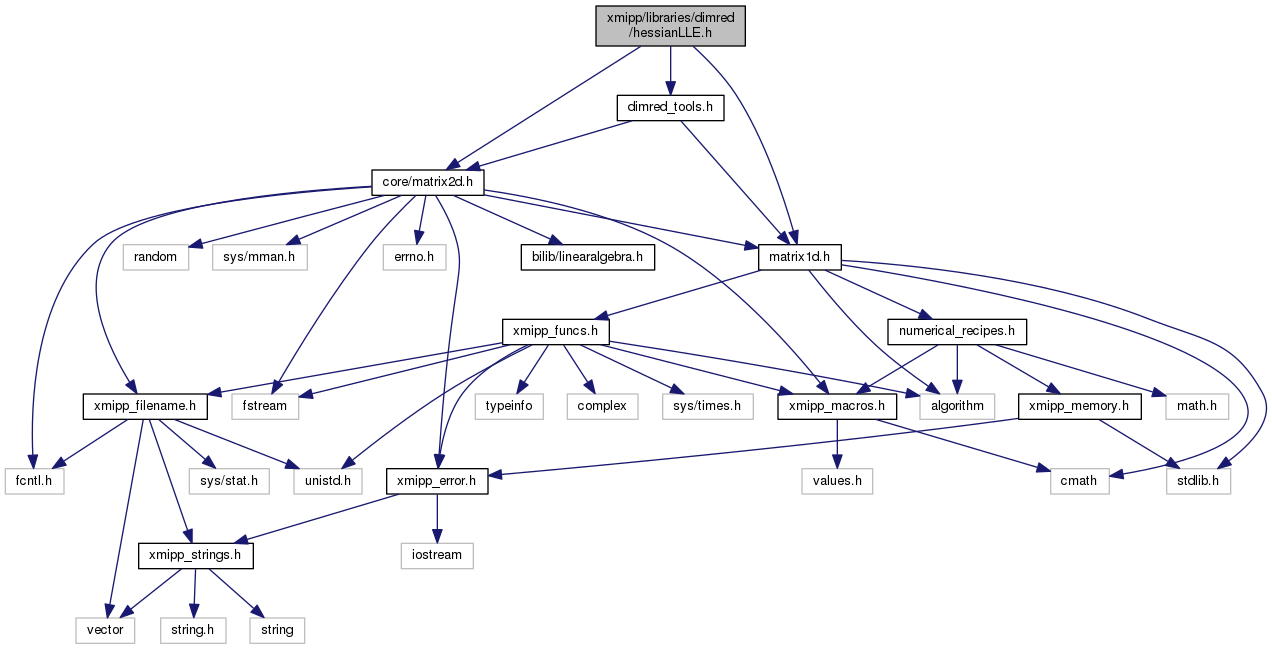 xmipp/libraries/dimred
/hessianLLE.h
dimred_tools.h
core/matrix2d.h
random
sys/mman.h
errno.h
bilib/linearalgebra.h
matrix1d.h
xmipp_funcs.h
numerical_recipes.h
xmipp_filename.h
fstream
typeinfo
complex
sys/times.h
xmipp_macros.h
algorithm
xmipp_memory.h
math.h
fcntl.h
sys/stat.h
unistd.h
xmipp_error.h
values.h
cmath
stdlib.h
xmipp_strings.h
iostream
vector
string.h
string